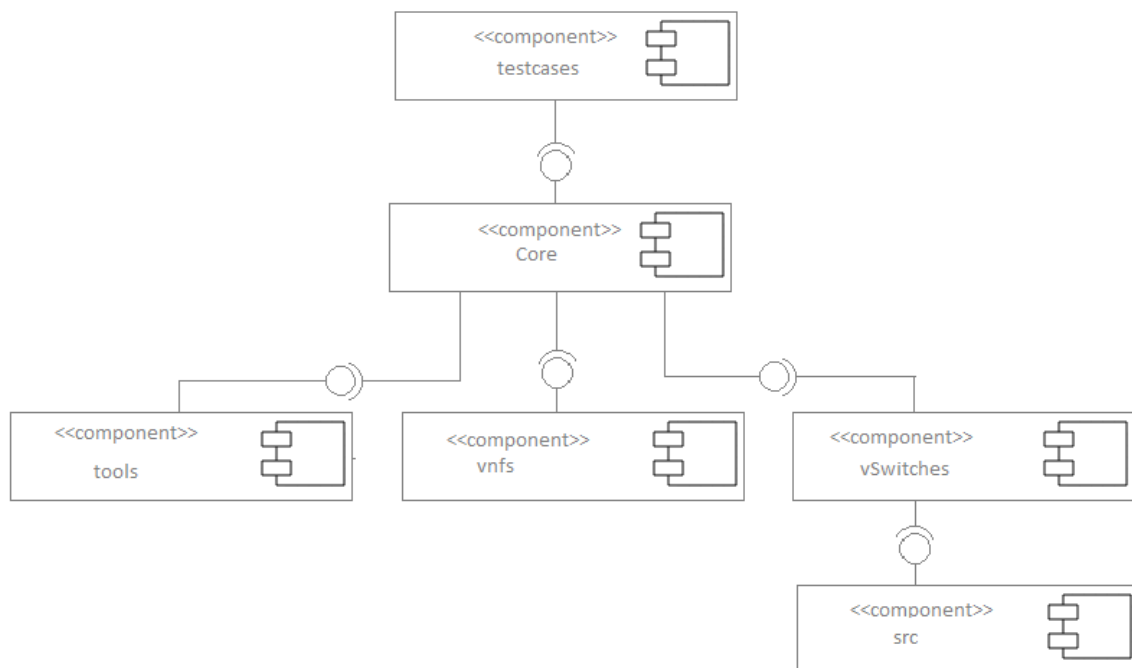 <<component>>
testcases
<<component>>
Core
<<component>>
tools
<<component>>
vnfs
<<component>>
vSwitches
<<component>>
src